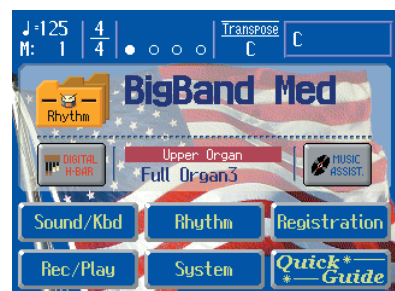 ♩=125 4 Transpose C
M: 1 4 C
BigBand Med
Rhythm
DIGITAL H-BAR
Upper Organ
Full Organ3
MUSIC ASSIST.
Sound/Kbd Rhythm Registration
Rec/Play System Quick Guide